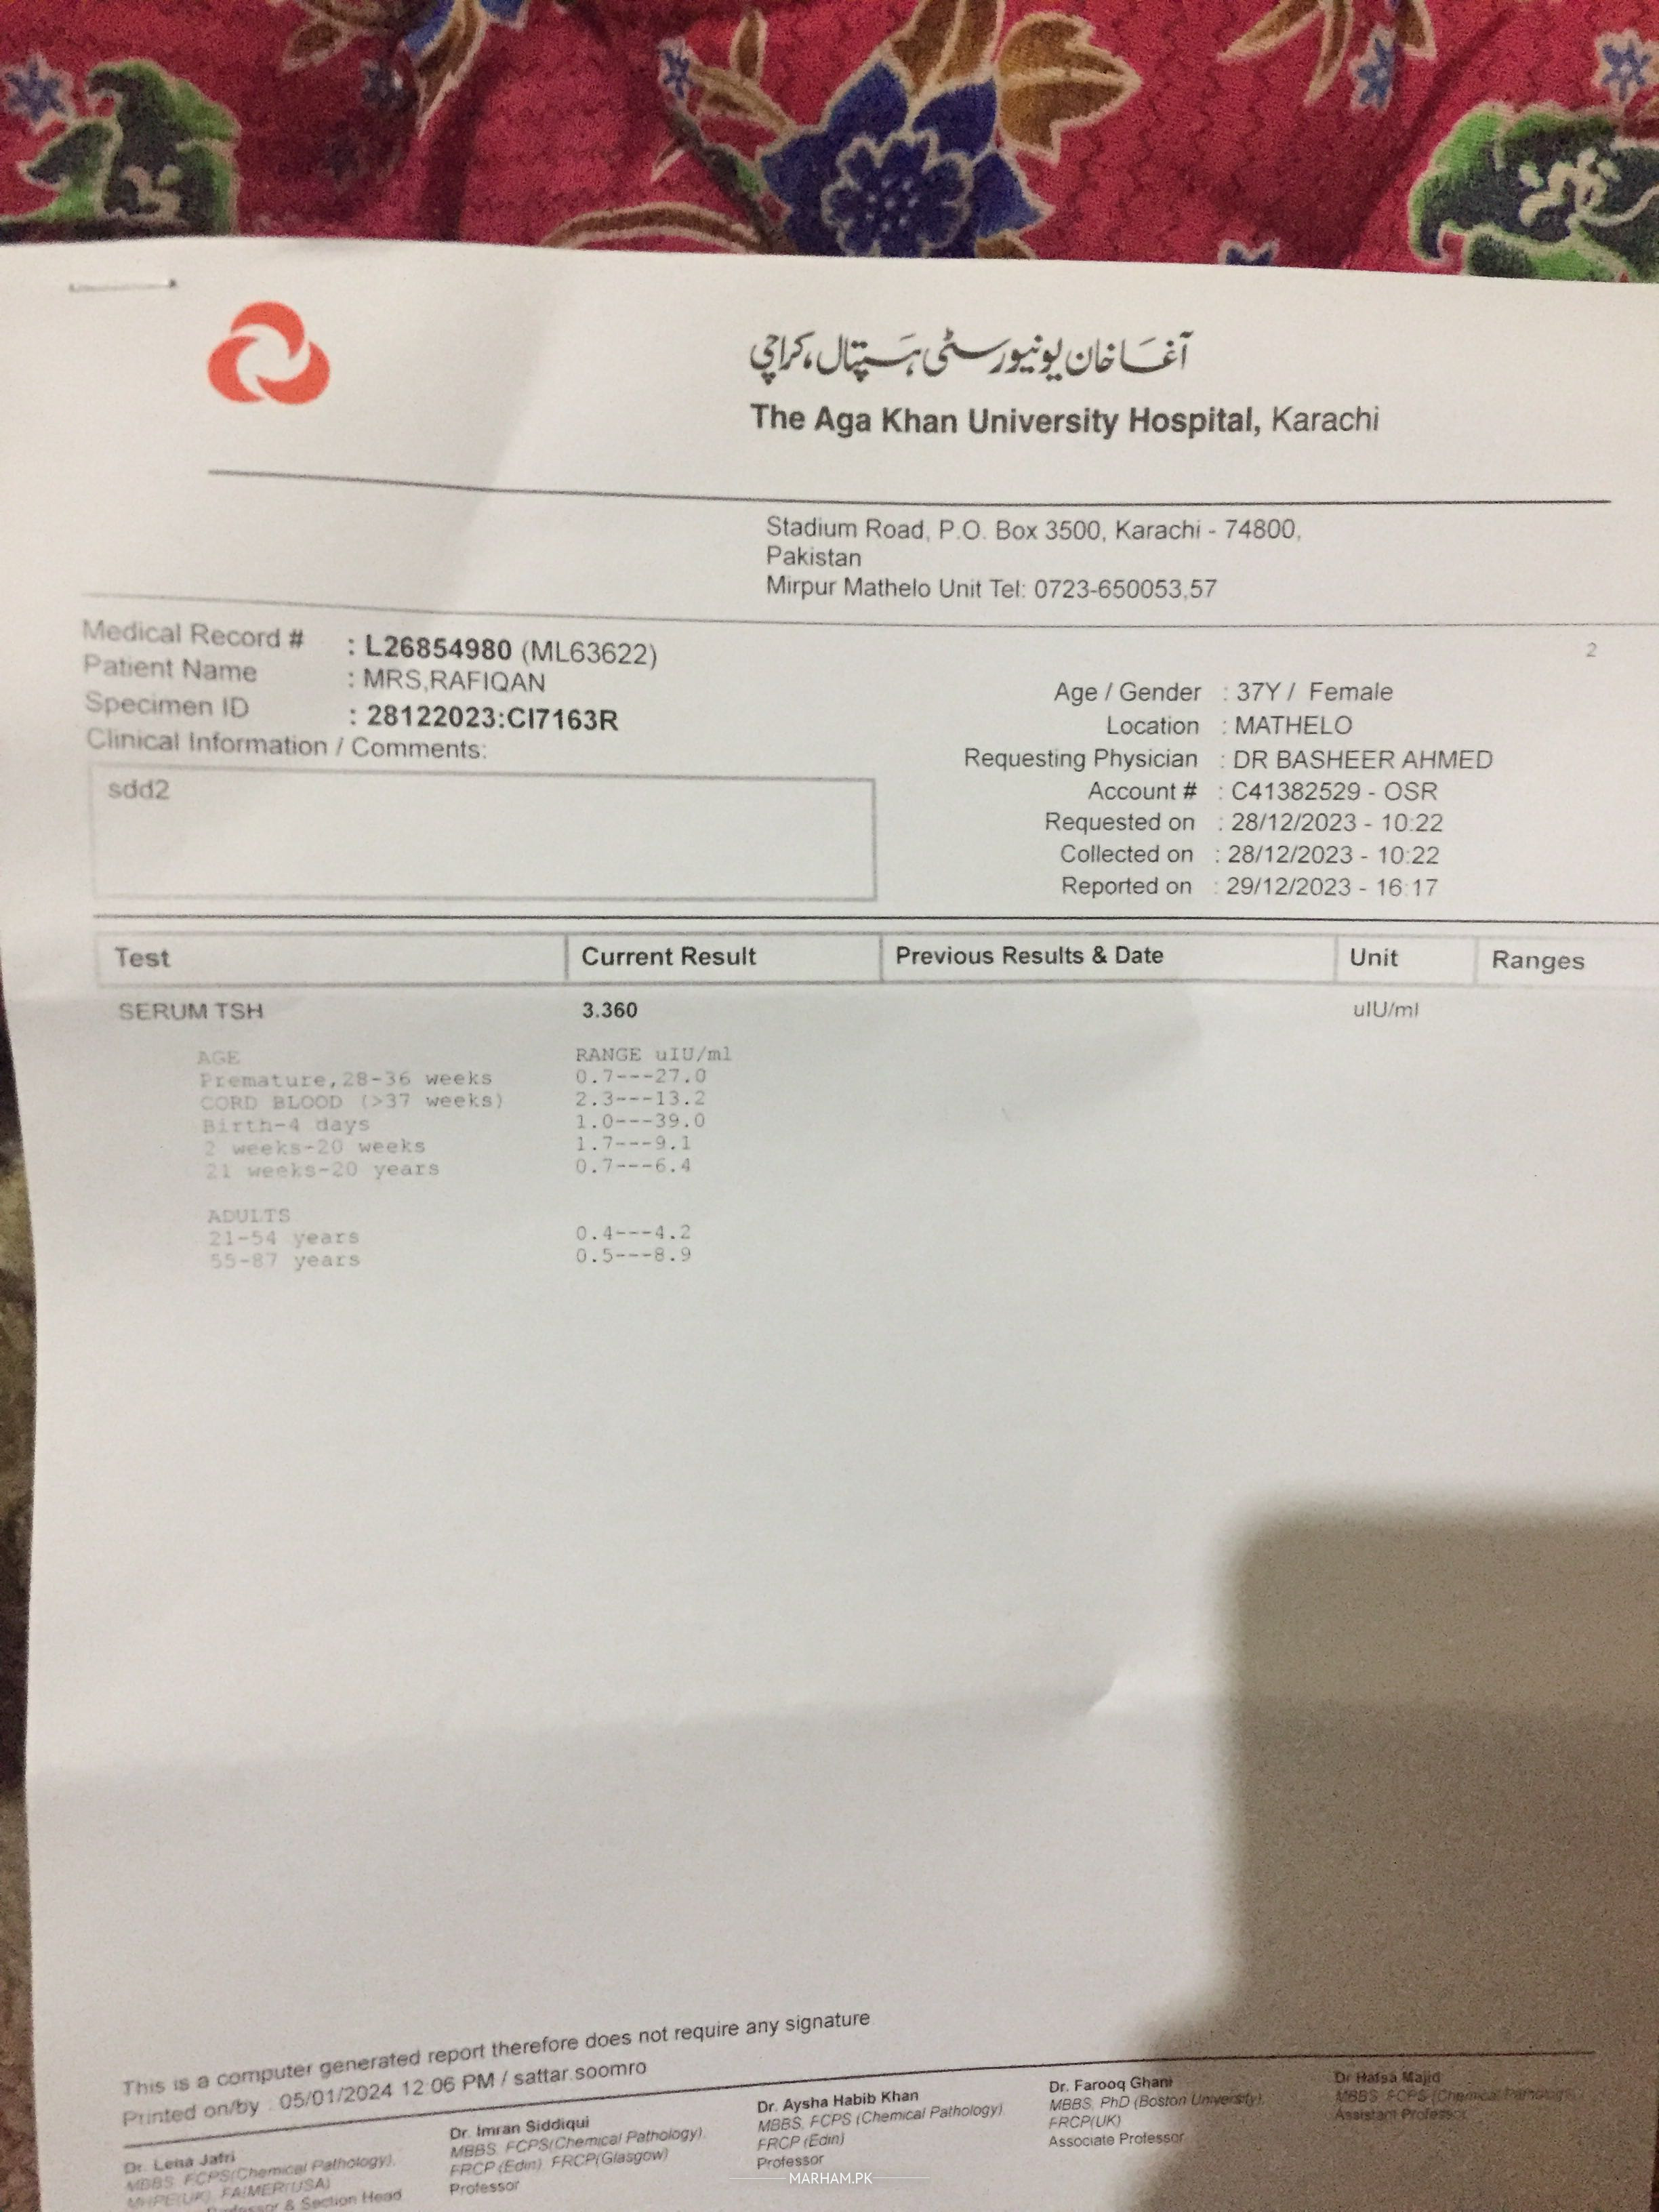 آغا خان یونیورسٹی ہسپتال، کراچی
The Aga Khan University Hospital, Karachi
Stadium Road, P.O. Box 3500, Karachi - 74800,
Pakistan
Mirpur Mathelo Unit Tel: 0723-650053,57
2
Medical Record # : L26854980 (ML63622)
Patient Name : MRS,RAFIQAN
Specimen ID : 28122023:CI7163R
Clinical Information / Comments:
sdd2
Age / Gender : 37Y / Female
Location : MATHELO
Requesting Physician : DR BASHEER AHMED
Account # : C41382529 - OSR
Requested on : 28/12/2023 - 10:22
Collected on : 28/12/2023 - 10:22
Reported on : 29/12/2023 - 16:17
Test Current Result Previous Results & Date Unit Ranges
SERUM TSH 3.360 uIU/ml
AGE RANGE uIU/ml
Premature,28-36 weeks 0.7---27.0
CORD BLOOD (>37 weeks) 2.3---13.2
Birth-4 days 1.0---39.0
2 weeks-20 weeks 1.7---9.1
21 weeks-20 years 0.7---6.4
ADULTS
21-54 years 0.4---4.2
55-87 years 0.5---8.9
This is a computer generated report therefore does not require any signature
Printed on/by : 05/01/2024 12:06 PM / sattar.soomro
Dr. Lena Jafri
MBBS, FCPS(Chemical Pathology),
MHPE(UK), FAIMER(USA)
& Section Head
Dr. Imran Siddiqui
MBBS, FCPS(Chemical Pathology),
FRCP (Edin), FRCP(Glasgow)
Professor
Dr. Aysha Habib Khan
MBBS, FCPS (Chemical Pathology)
FRCP (Edin)
Professor
Dr. Farooq Ghani
MBBS, PhD (Boston University),
FRCP(UK)
Associate Professor
Dr Hafsa Majid
MBBS, FCPS (Chemical Pathology)
Assistant Professor
MARHAM.PK